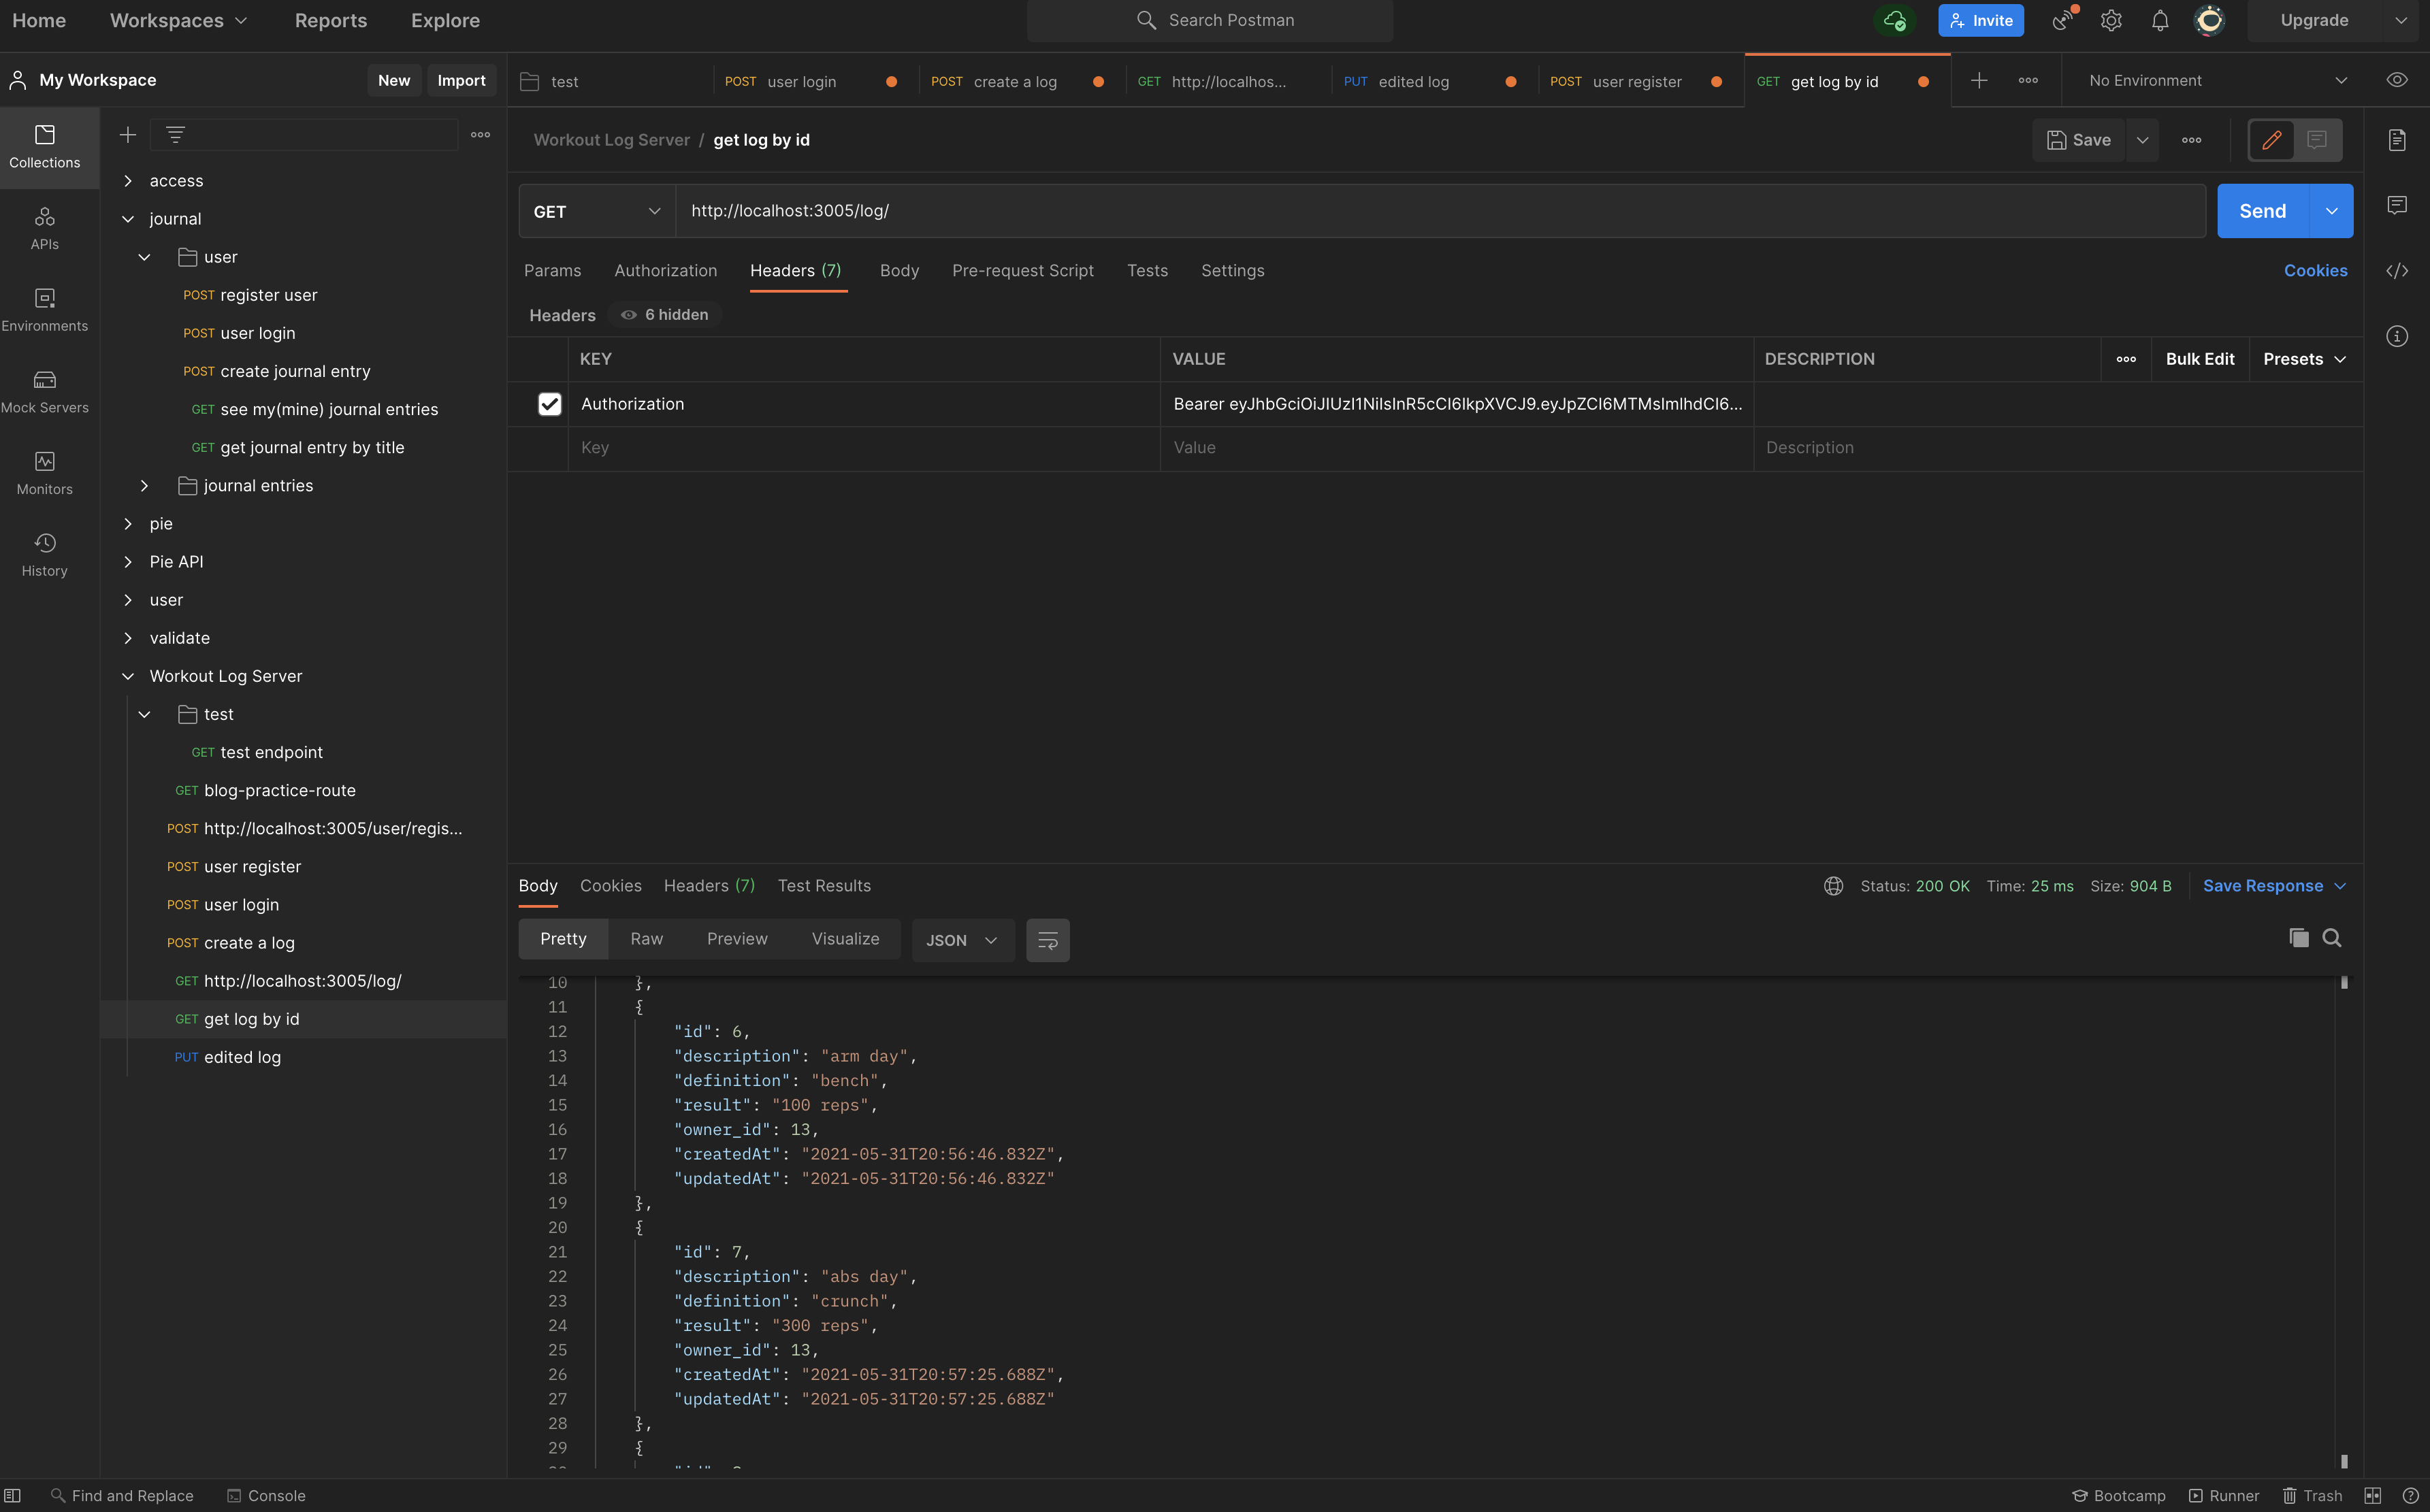 Home Workspaces Reports Explore Search Postman Invite Upgrade
My Workspace New Import
test POST user login POST create a log GET http://localhos... PUT edited log POST user register GET get log by id No Environment
Collections
APIs
Environments
Mock Servers
Monitors
History
access
journal
user
POST register user
POST user login
POST create journal entry
GET see my(mine) journal entries
GET get journal entry by title
journal entries
pie
Pie API
user
validate
Workout Log Server
test
GET test endpoint
GET blog-practice-route
POST http://localhost:3005/user/regis...
POST user register
POST user login
POST create a log
GET http://localhost:3005/log/
GET get log by id
PUT edited log
Workout Log Server / get log by id Save
GET http://localhost:3005/log/ Send
Params Authorization Headers (7) Body Pre-request Script Tests Settings Cookies
Headers 6 hidden
KEY VALUE DESCRIPTION Bulk Edit Presets
Key Value Description
Body Cookies Headers (7) Test Results Status: 200 OK Time: 25 ms Size: 904 B Save Response
Pretty Raw Preview Visualize JSON
10 },
11 {
12 "id": 6,
13 "description": "arm day",
14 "definition": "bench",
15 "result": "100 reps",
16 "owner_id": 13,
17 "createdAt": "2021-05-31T20:56:46.832Z",
18 "updatedAt": "2021-05-31T20:56:46.832Z"
19 },
20 {
21 "id": 7,
22 "description": "abs day",
23 "definition": "crunch",
24 "result": "300 reps",
25 "owner_id": 13,
26 "createdAt": "2021-05-31T20:57:25.688Z",
27 "updatedAt": "2021-05-31T20:57:25.688Z"
28 },
29 {
Find and Replace Console Bootcamp Runner Trash